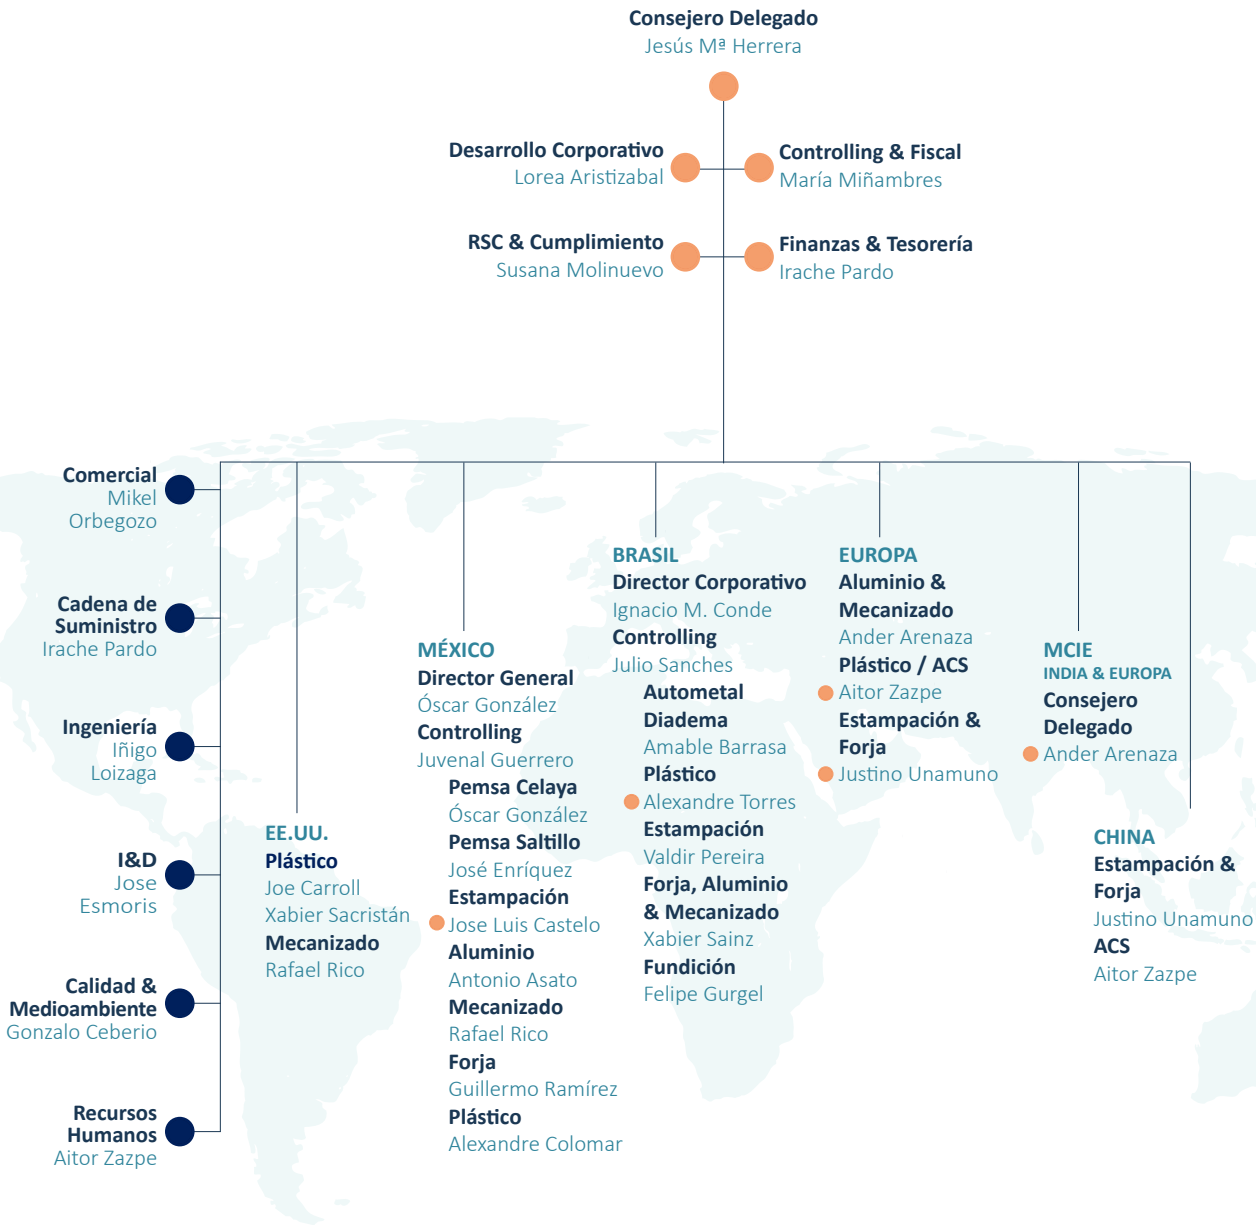 Consejero Delegado
Jesús Mª Herrera
Desarrollo Corporativo
Lorea Aristizabal
Controlling & Fiscal
María Miñambres
RSC & Cumplimiento
Susana Molinuevo
Finanzas & Tesorería
Irache Pardo
Comercial
Mikel
Orbegozo
Cadena de
Suministro
Irache Pardo
Ingeniería
Iñigo
Loizaga
I&D
Jose
Esmoris
Calidad &
Medioambiente
Gonzalo Ceberio
Recursos
Humanos
Aitor Zazpe
EE.UU.
Plástico
Joe Carroll
Xabier Sacristán
Mecanizado
Rafael Rico
MÉXICO
Director General
Óscar González
Controlling
Juvenal Guerrero
Pemsa Celaya
Óscar González
Pemsa Saltillo
José Enríquez
Estampación
Jose Luis Castelo
Aluminio
Antonio Asato
Mecanizado
Rafael Rico
Forja
Guillermo Ramírez
Plástico
Alexandre Colomar
BRASIL
Director Corporativo
Ignacio M. Conde
Controlling
Julio Sanches
Autometal
Diadema
Amable Barrasa
Plástico
Alexandre Torres
Estampación
Valdir Pereira
Forja, Aluminio
& Mecanizado
Xabier Sainz
Fundición
Felipe Gurgel
EUROPA
Aluminio &
Mecanizado
Ander Arenaza
Plástico / ACS
Aitor Zazpe
Estampación &
Forja
Justino Unamuno
MCIE
INDIA & EUROPA
Consejero
Delegado
Ander Arenaza
CHINA
Estampación &
Forja
Justino Unamuno
ACS
Aitor Zazpe